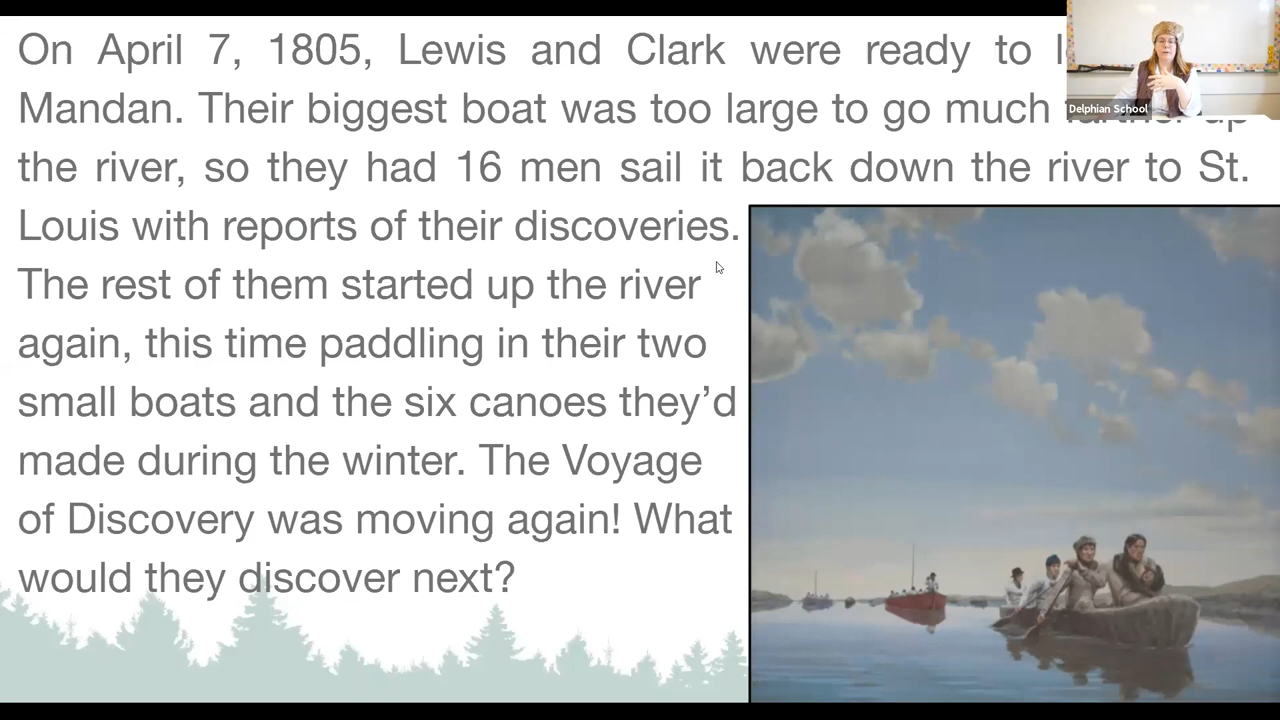 On April 7, 1805, Lewis and Clark were ready to
Mandan. Their biggest boat was too large to go much
the river, so they had 16 men sail it back down the river to St.
Louis with reports of their discoveries.
The rest of them started up the river
again, this time paddling in their two
small boats and the six canoes they’d
made during the winter. The Voyage
of Discovery was moving again! What
would they discover next?
Delphian School